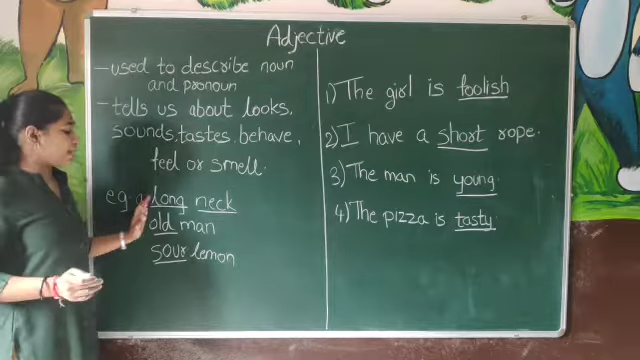 Adjective
– used to describe noun
and pronoun
– tells us about looks,
sounds, tastes, behave,
feel or smell.
eg a long neck
old man
sour lemon
1) The girl is foolish
2) I have a short rope.
3) The man is young.
4) The pizza is tasty.